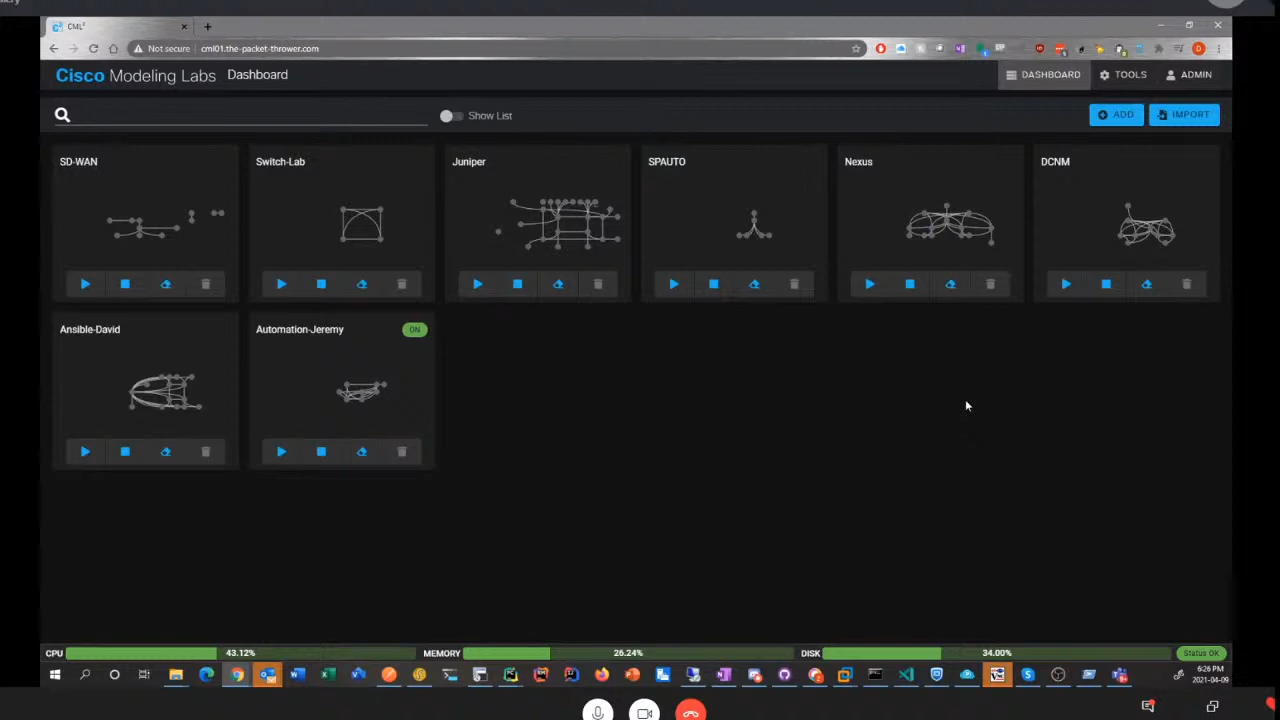 CML²
Not secure
cml01.the-packet-thrower.com
Cisco Modeling Labs Dashboard
DASHBOARD
TOOLS
ADMIN
Show List
ADD
IMPORT
SD-WAN
Switch-Lab
Juniper
SPAUTO
Nexus
DCNM
Ansible-David
Automation-Jeremy
ON
CPU
43.12%
MEMORY
26.24%
DISK
34.00%
Status OK
6:26 PM
2021-04-09